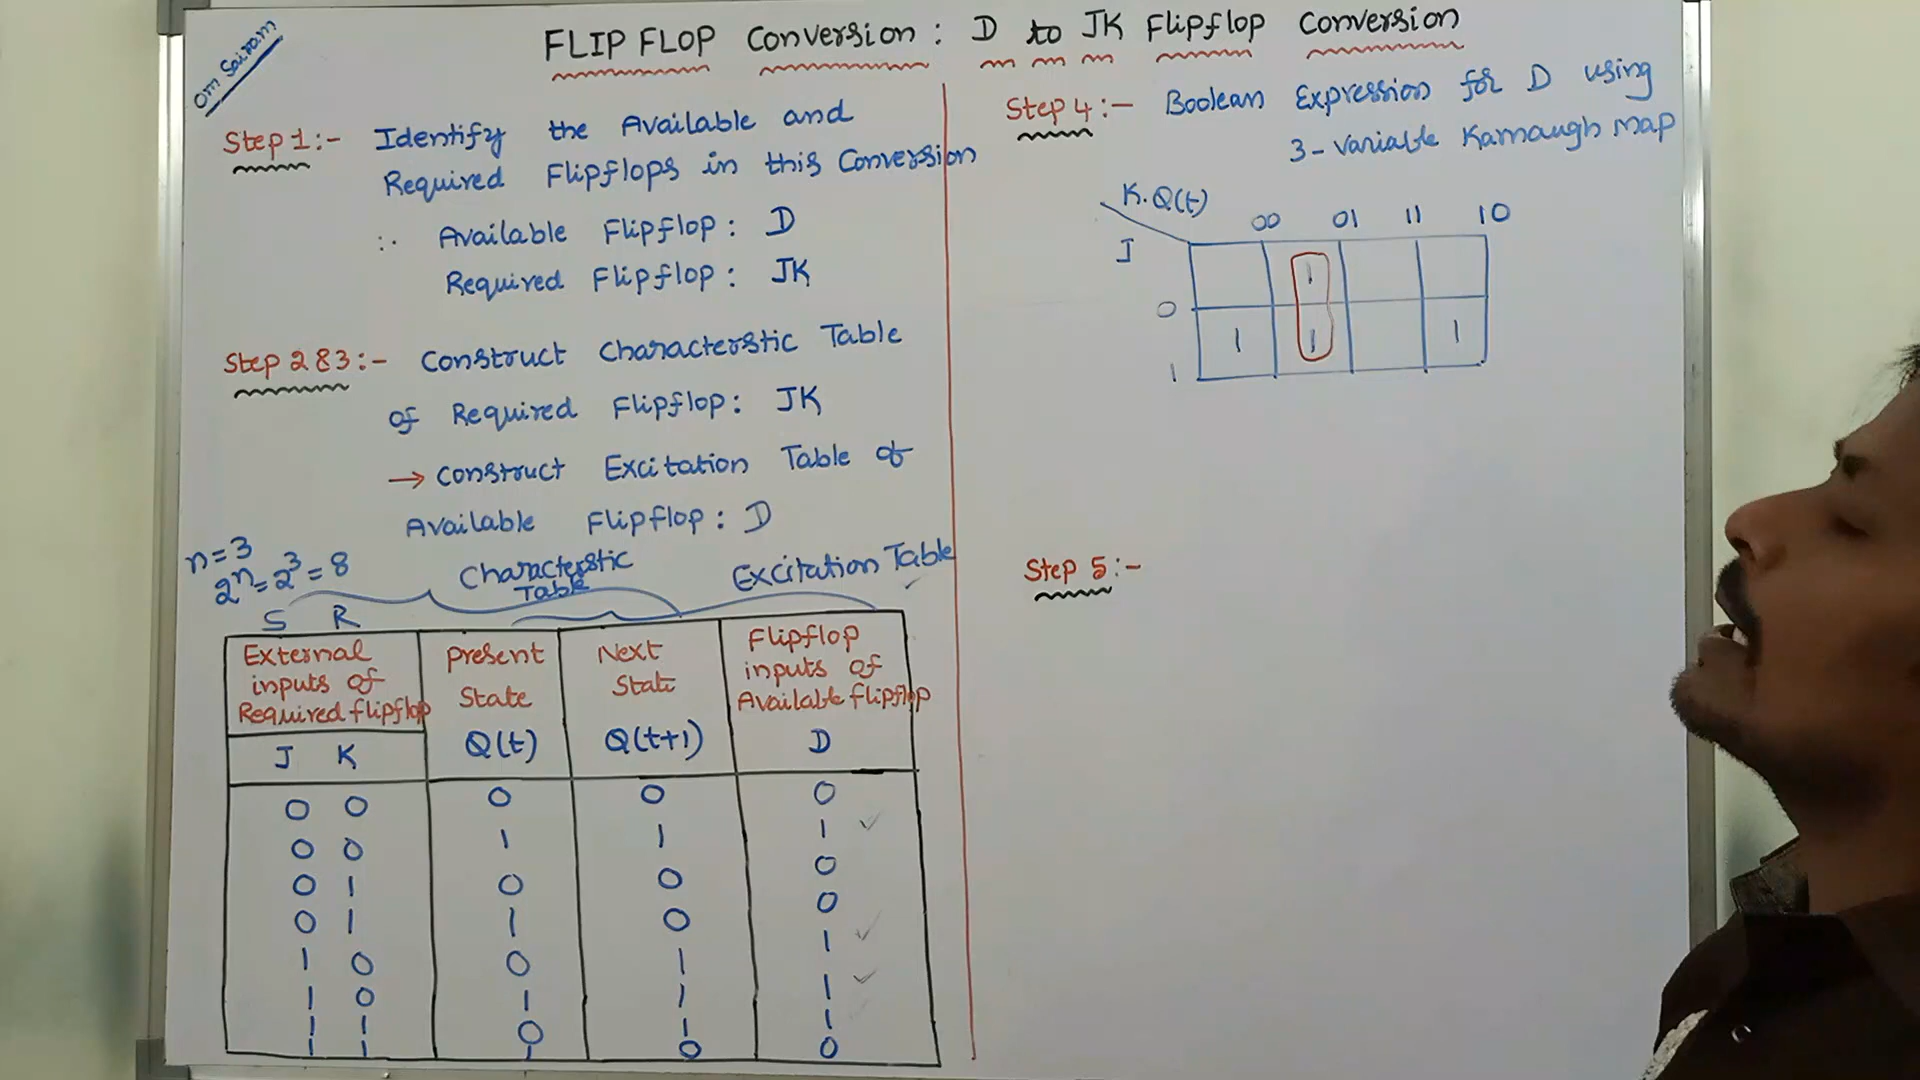 Om Sairam
FLIP FLOP Conversion : D to JK Flipflop Conversion
Step 1 :- Identify the Available and
Required Flipflops in this Conversion
∴ Available Flipflop : D
Required Flipflop : JK
Step 2 & 3 :- Construct Characterstic Table
of Required Flipflop : JK
→ Construct Excitation Table of
Available Flipflop : D
n = 3
2^n = 2^3 = 8
Characterstic Table
Excitation Table
S R
External inputs of Required flipflop
Present State
Next State
Flipflop inputs of Available flipflop
J K Q(t) Q(t+1) D
0 0 0 0 0
0 0 1 1 1 ✓
0 1 0 0 0
0 1 1 0 0
1 0 0 1 1 ✓
1 0 1 1 1 ✓
1 1 0 1 1
1 1 1 0 0
Step 4 :- Boolean Expression for D using
3-variable Karnaugh Map
K.Q(t)
J
00 01 11 10
0 1
1 1 1 1
Step 5 :-